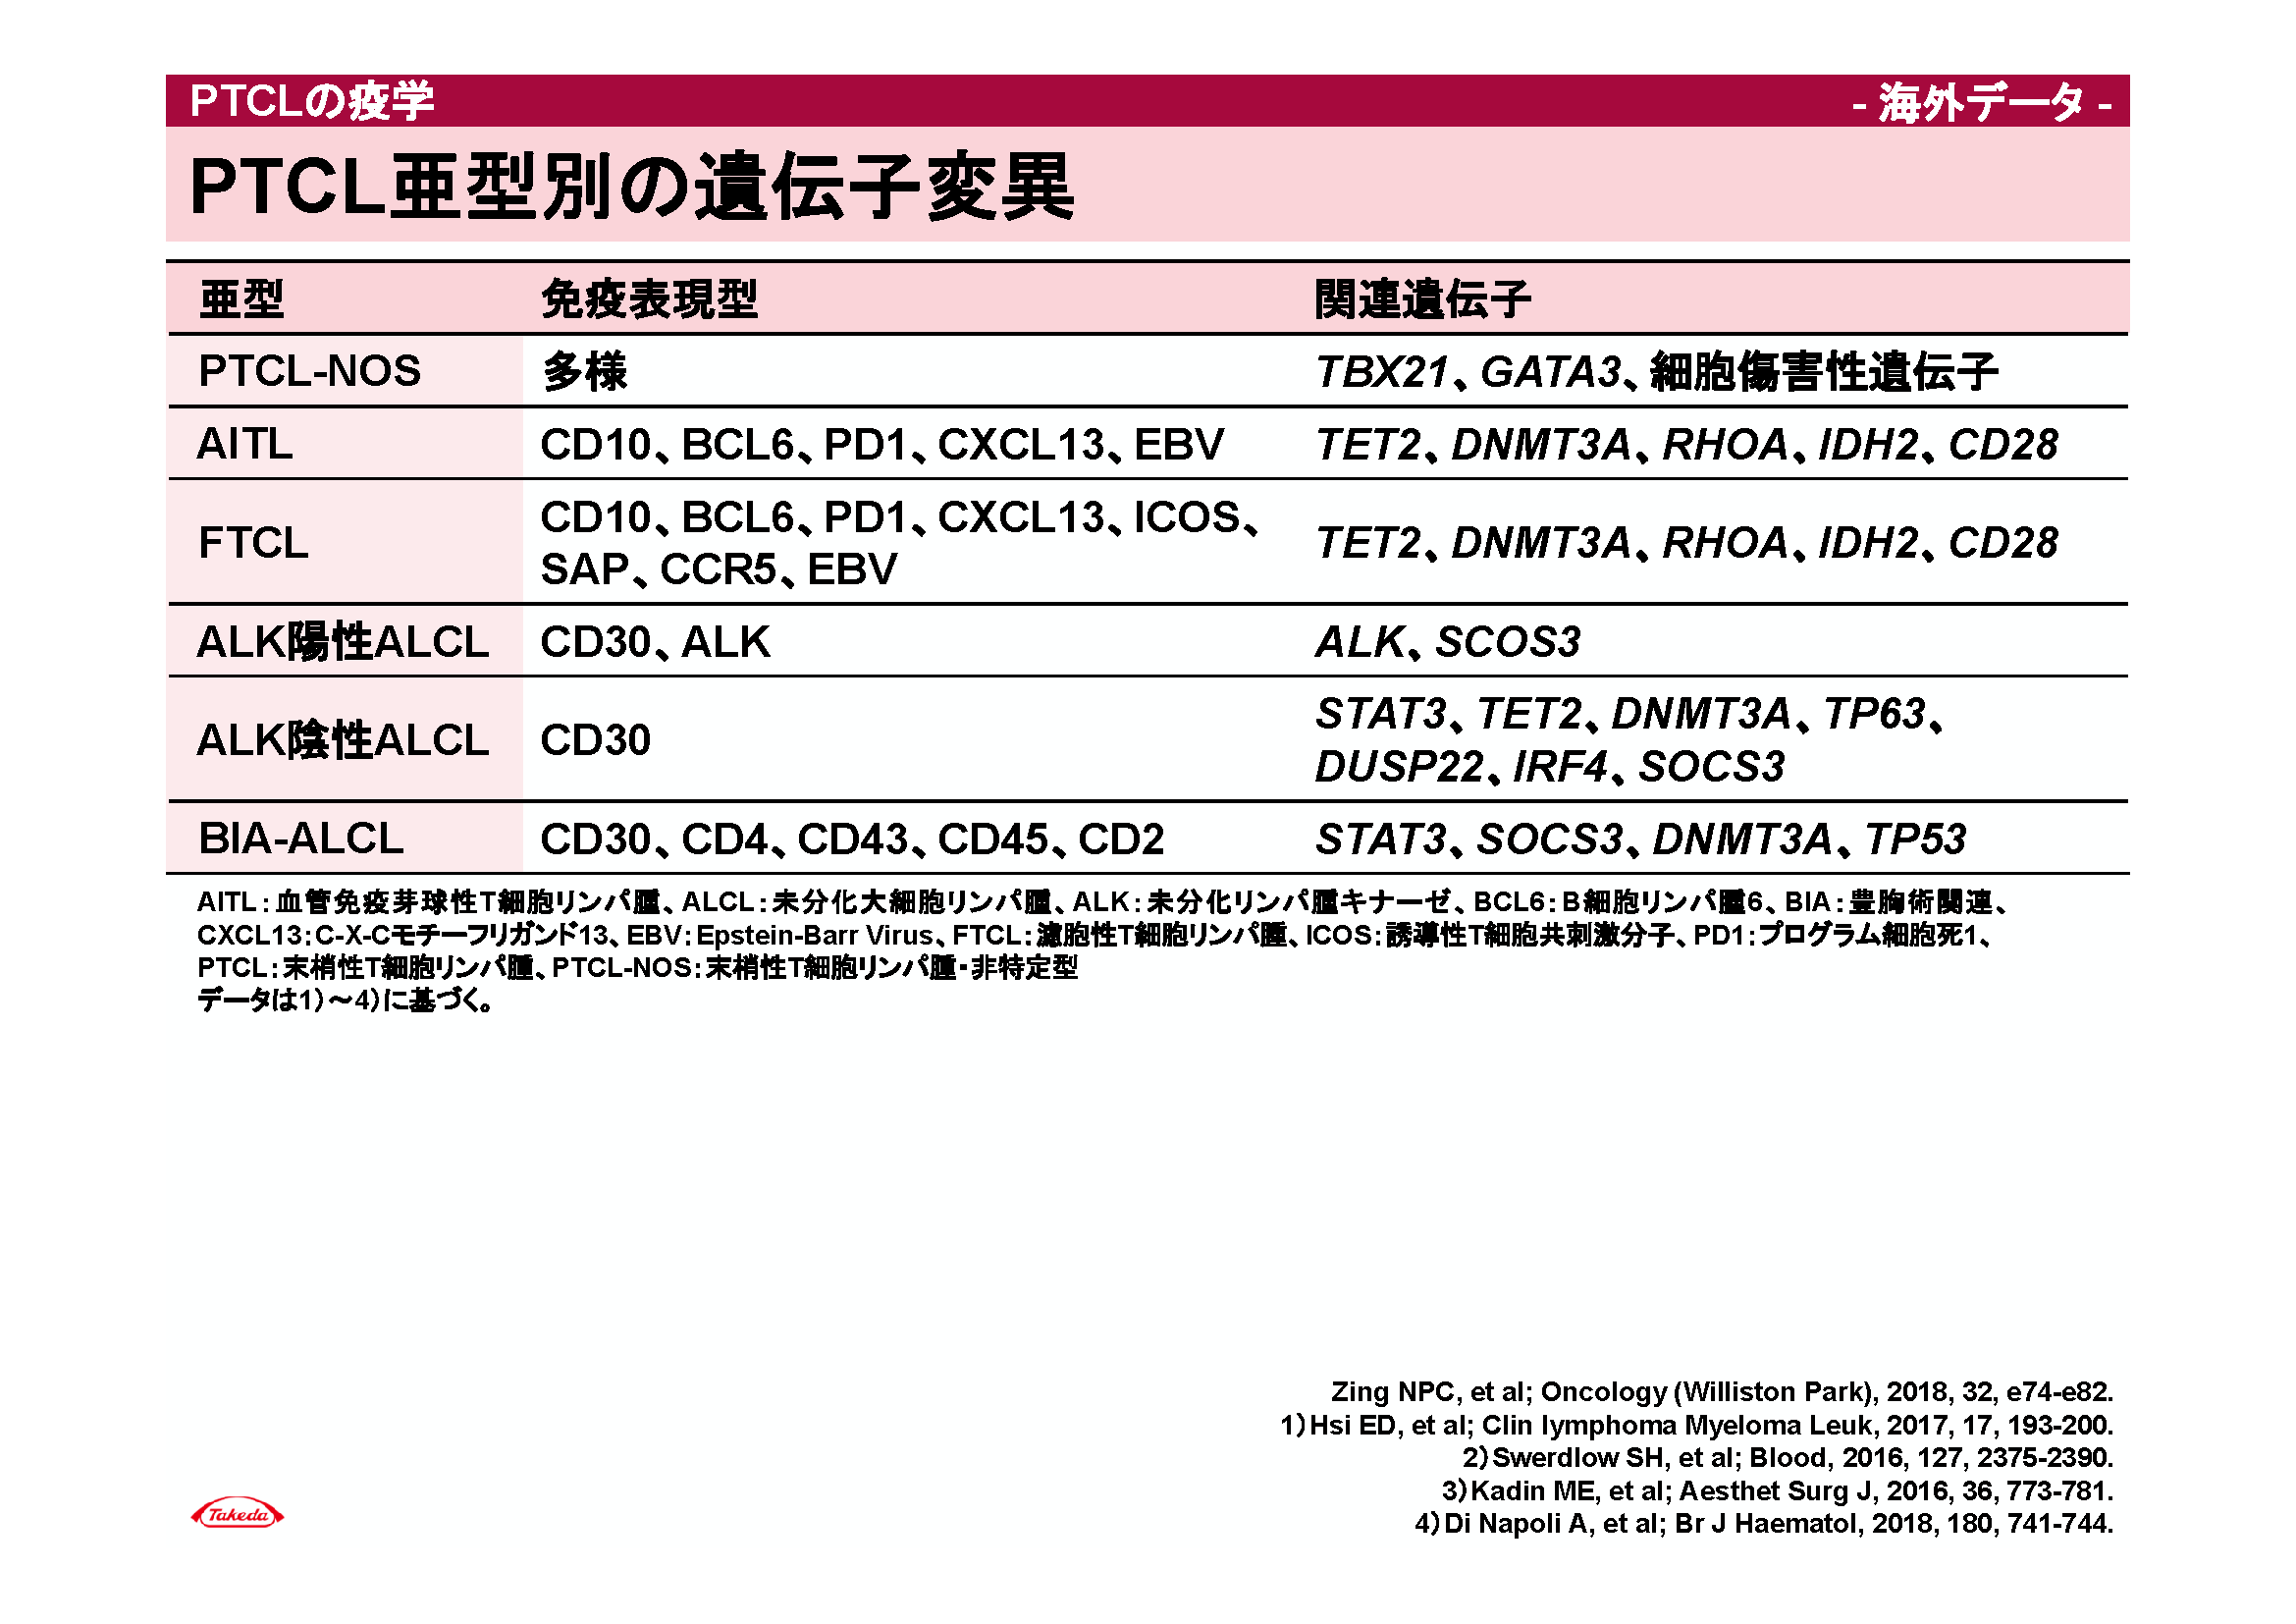 PTCLの疫学
- 海外データ -
PTCL亜型別の遺伝子変異
亜型 免疫表現型 関連遺伝子
PTCL-NOS 多様 TBX21、GATA3、細胞傷害性遺伝子
AITL CD10、BCL6、PD1、CXCL13、EBV TET2、DNMT3A、RHOA、IDH2、CD28
FTCL CD10、BCL6、PD1、CXCL13、ICOS、
SAP、CCR5、EBV TET2、DNMT3A、RHOA、IDH2、CD28
ALK陽性ALCL CD30、ALK ALK、SCOS3
ALK陰性ALCL CD30 STAT3、TET2、DNMT3A、TP63、
DUSP22、IRF4、SOCS3
BIA-ALCL CD30、CD4、CD43、CD45、CD2 STAT3、SOCS3、DNMT3A、TP53
AITL：血管免疫芽球性T細胞リンパ腫、ALCL：未分化大細胞リンパ腫、ALK：未分化リンパ腫キナーゼ、BCL6：B細胞リンパ腫6、BIA：豊胸術関連、
CXCL13：C-X-Cモチーフリガンド13、EBV：Epstein-Barr Virus、FTCL：濾胞性T細胞リンパ腫、ICOS：誘導性T細胞共刺激分子、PD1：プログラム細胞死1、
PTCL：末梢性T細胞リンパ腫、PTCL-NOS：末梢性T細胞リンパ腫・非特定型
データは1）～4）に基づく。
Zing NPC, et al; Oncology (Williston Park), 2018, 32, e74-e82.
1）Hsi ED, et al; Clin lymphoma Myeloma Leuk, 2017, 17, 193-200.
2）Swerdlow SH, et al; Blood, 2016, 127, 2375-2390.
3）Kadin ME, et al; Aesthet Surg J, 2016, 36, 773-781.
4）Di Napoli A, et al; Br J Haematol, 2018, 180, 741-744.
Takeda